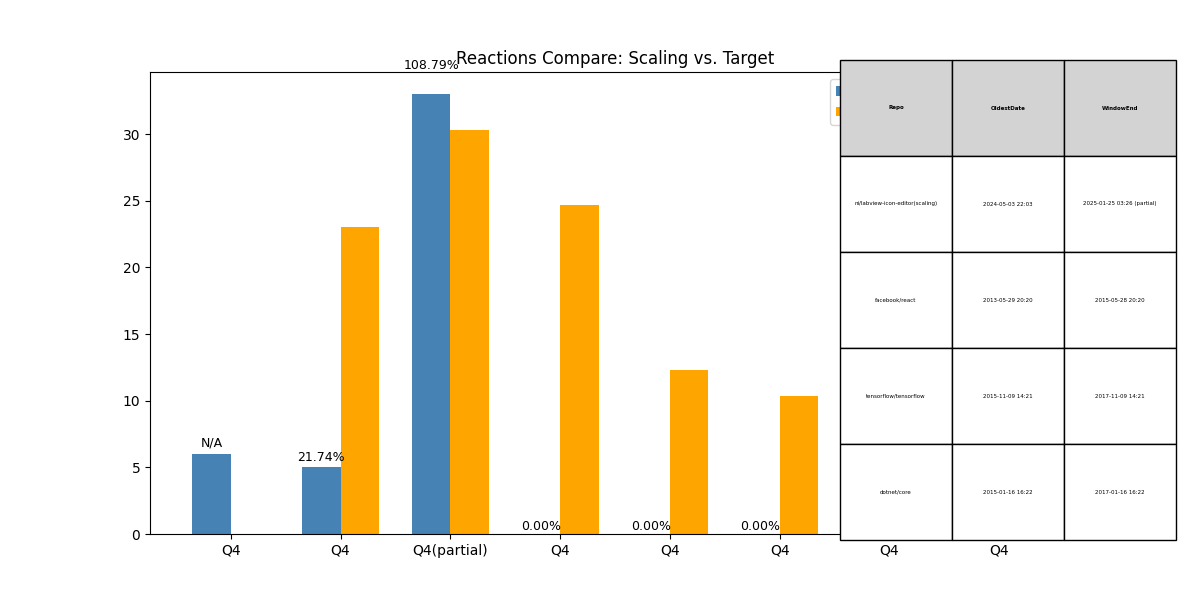 Reactions Compare: Scaling vs. Target
108.79%
30
25
20
15
10
5
0
N/A
21.74%
0.00%
0.00%
0.00%
Q4
Q4
Q4(partial)
Q4
Q4
Q4
Q4
Q4
Repo OldestDate WindowEnd
ni/labview-icon-editor(scaling) 2024-05-03 22:03 2025-01-25 03:26 (partial)
facebook/react 2013-05-29 20:20 2015-05-28 20:20
tensorflow/tensorflow 2015-11-09 14:21 2017-11-09 14:21
dotnet/core 2015-01-16 16:22 2017-01-16 16:22